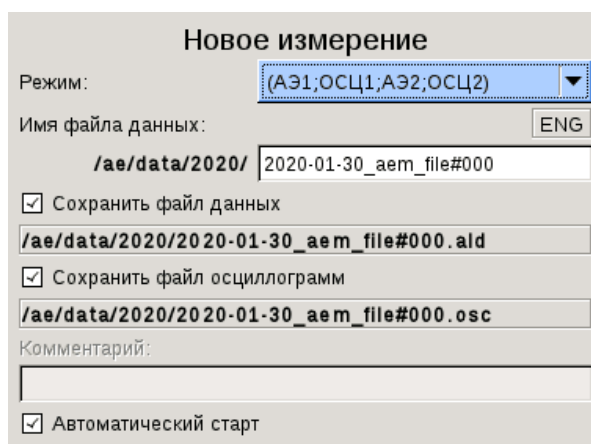 Новое измерение
Режим: (АЭ1;ОСЦ1;АЭ2;ОСЦ2)
Имя файла данных: ENG
/ae/data/2020/ 2020-01-30_aem_file#000
Сохранить файл данных
/ae/data/2020/2020-01-30_aem_file#000.ald
Сохранить файл осциллограмм
/ae/data/2020/2020-01-30_aem_file#000.osc
Комментарий:
Автоматический старт